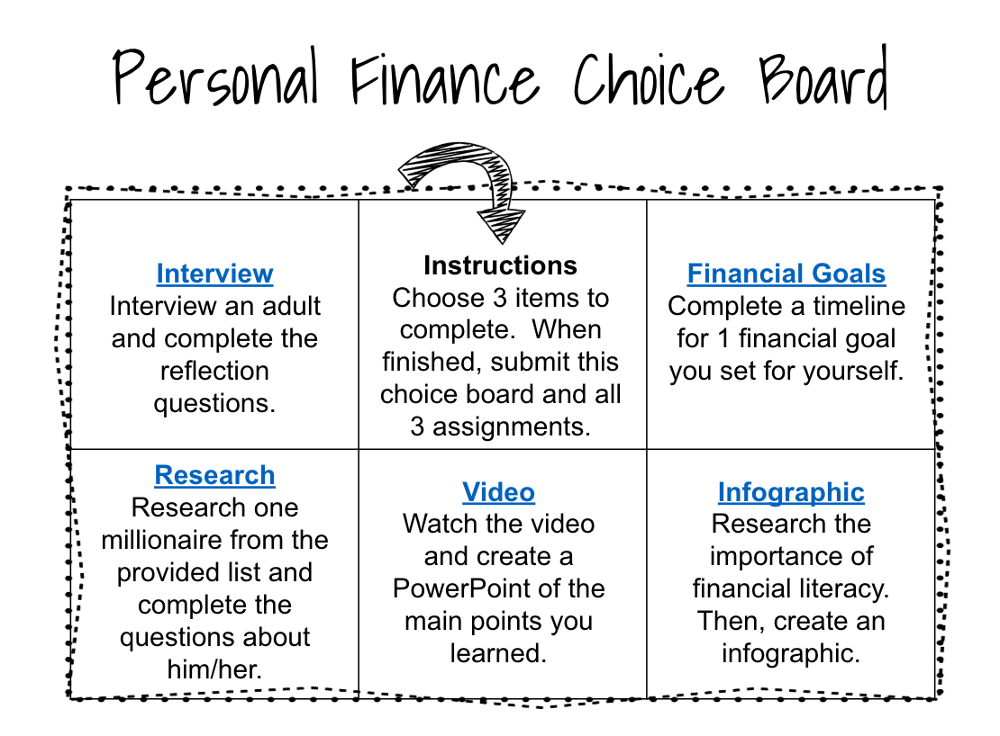 Personal Finance Choice Board
Interview
Interview an adult
and complete the
reflection
questions.
Instructions
Choose 3 items to
complete.  When
finished, submit this
choice board and all
3 assignments.
Financial Goals
Complete a timeline
for 1 financial goal
you set for yourself.
Research
Research one
millionaire from the
provided list and
complete the
questions about
him/her.
Video
Watch the video
and create a
PowerPoint of the
main points you
learned.
Infographic
Research the
importance of
financial literacy.
Then, create an
infographic.